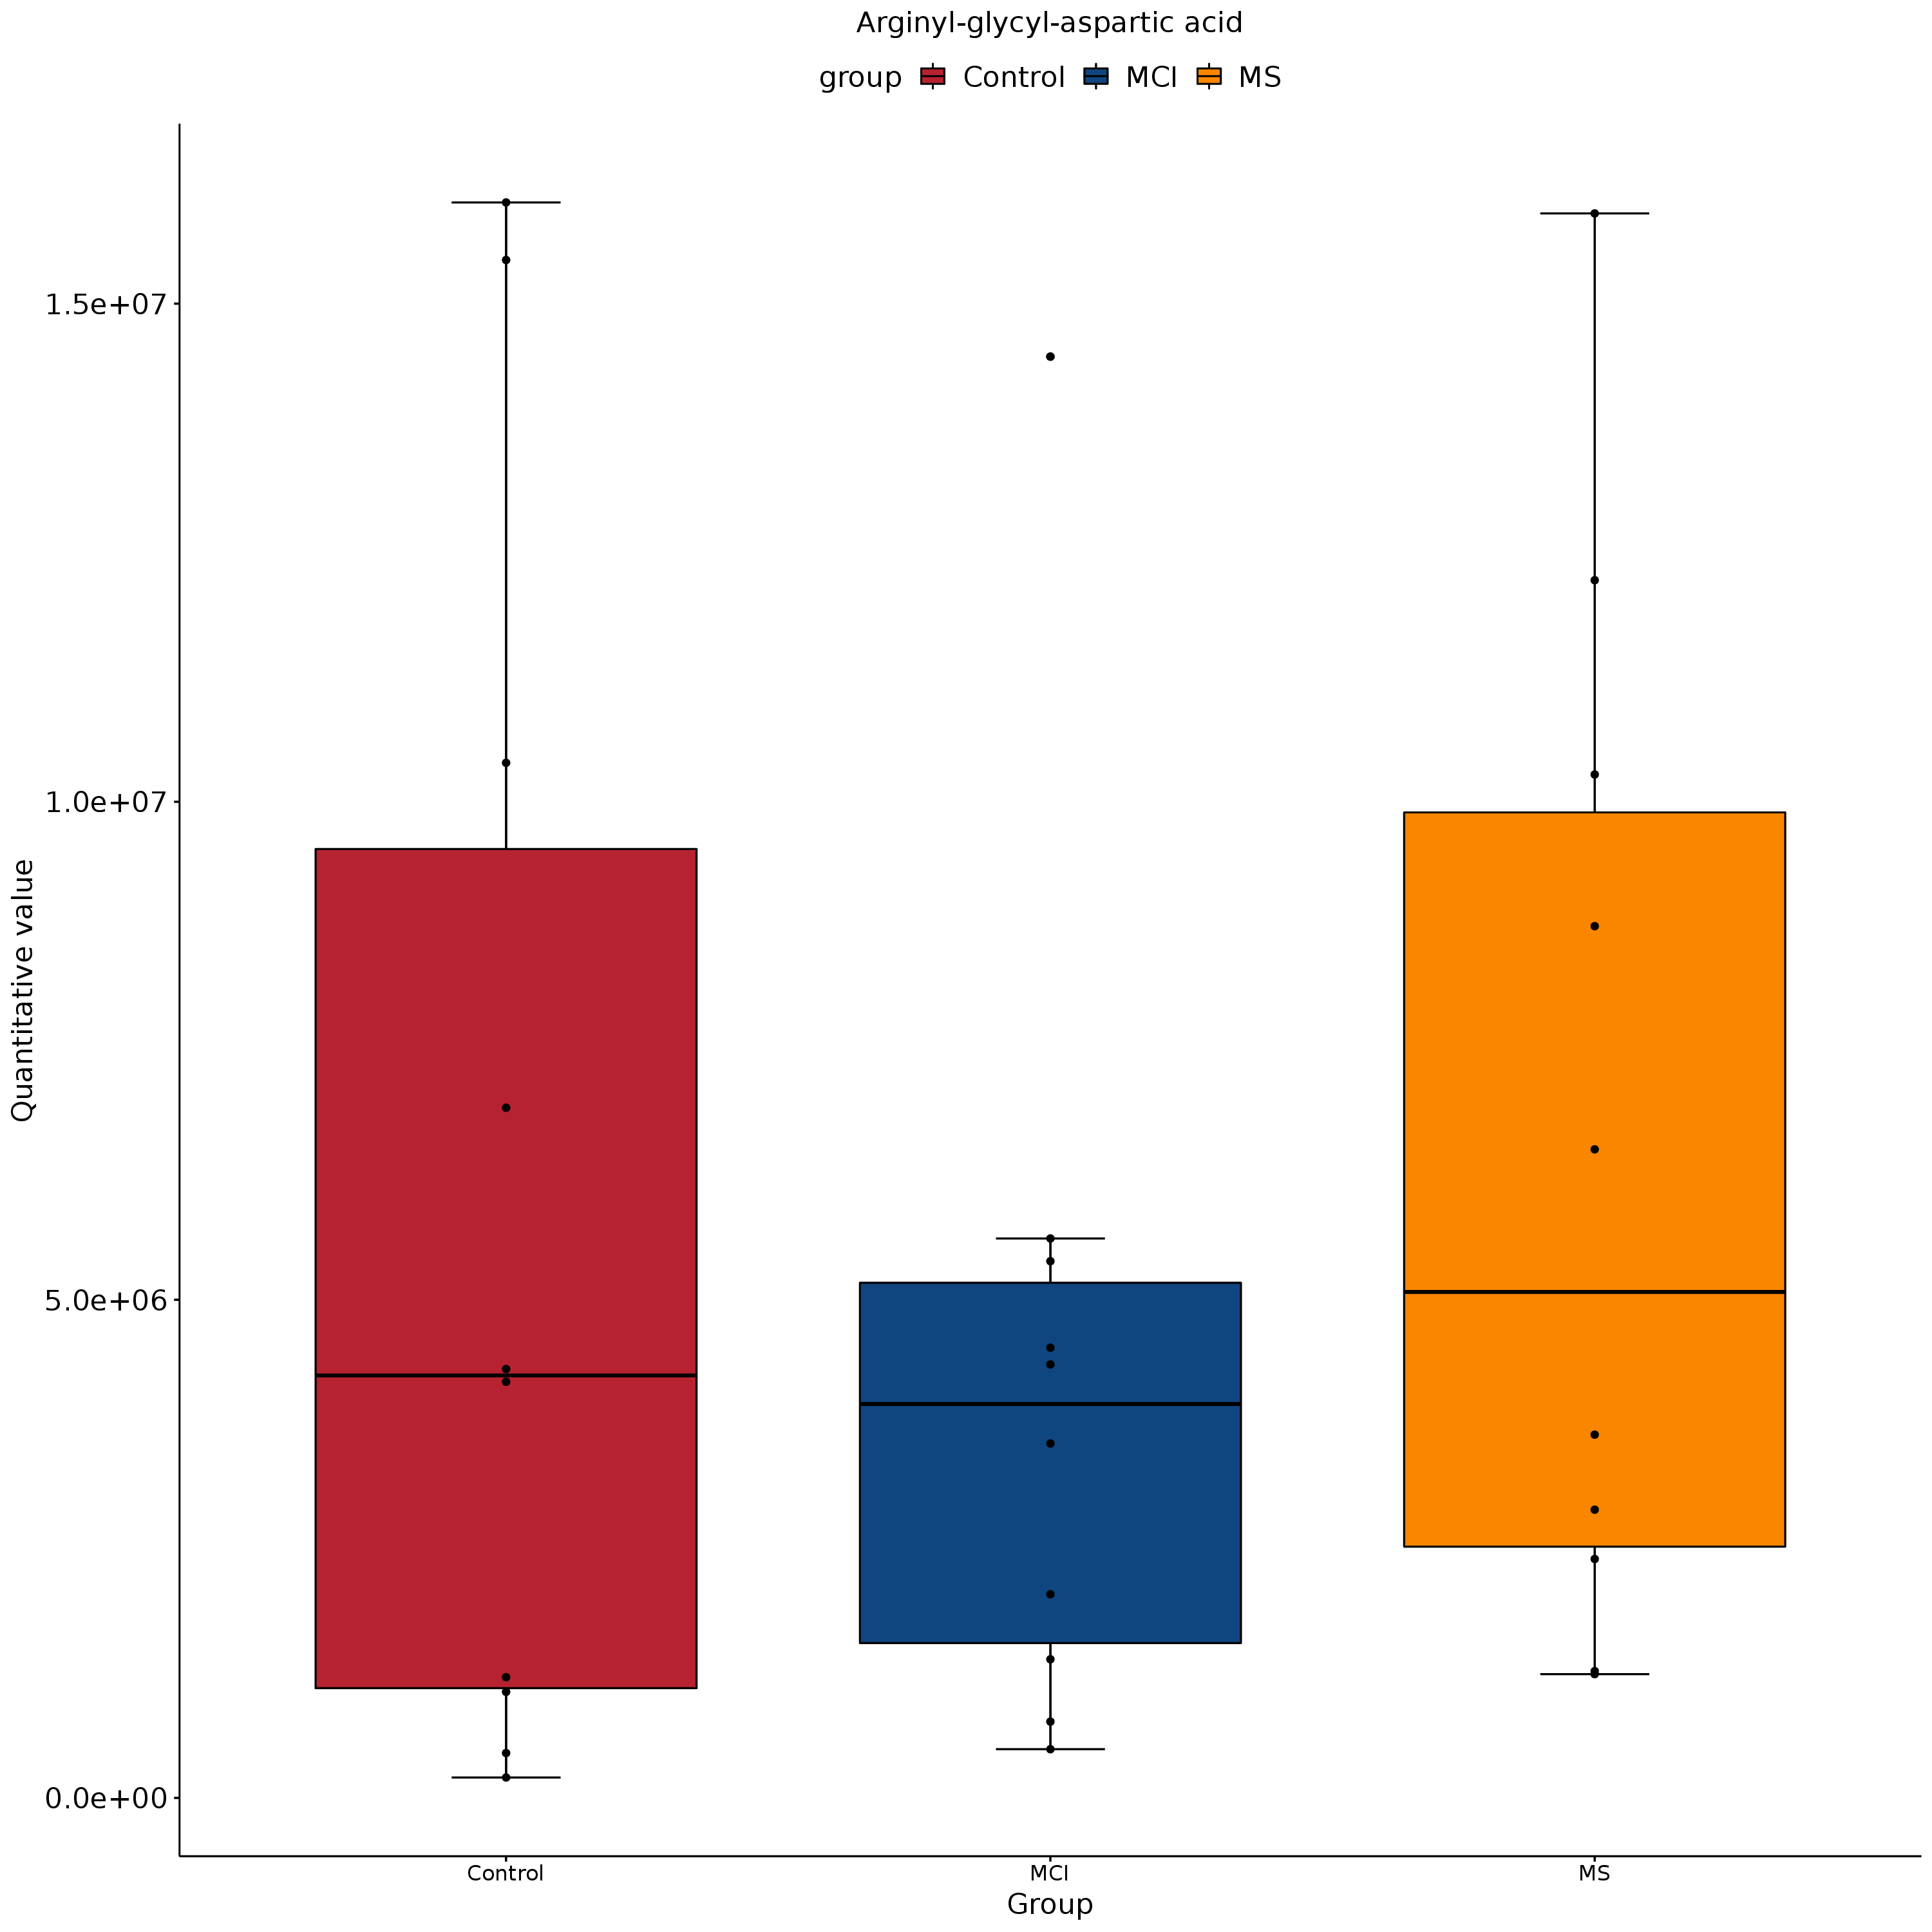 Arginyl-glycyl-aspartic acid
group Control MCI MS
1.5e+07
1.0e+07
5.0e+06
0.0e+00
Quantitative value
Control MCI MS
Group